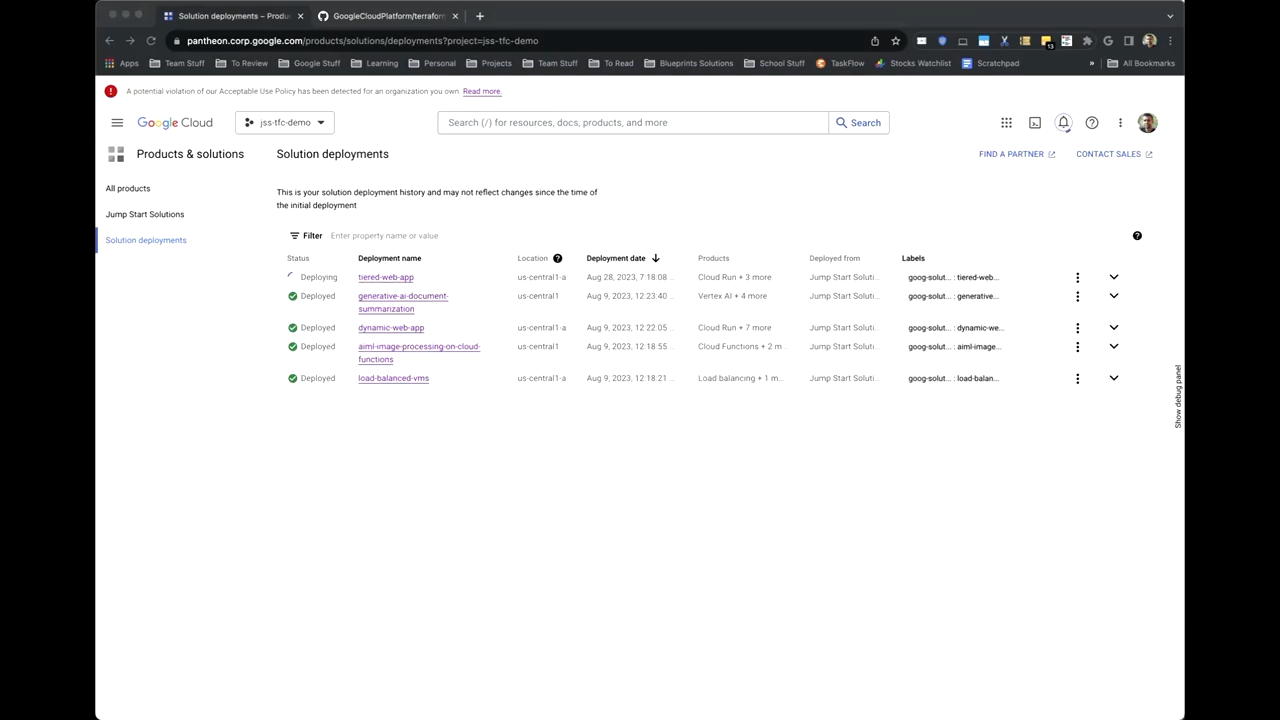 Solution deployments – Produ
GoogleCloudPlatform/terraform
pantheon.corp.google.com/products/solutions/deployments?project=jss-tfc-demo
13
Apps Team Stuff To Review Google Stuff Learning Personal Projects Team Stuff To Read Blueprints Solutions School Stuff TaskFlow Stocks Watchlist Scratchpad » All Bookmarks
A potential violation of our Acceptable Use Policy has been detected for an organization you own. Read more.
Google Cloud jss-tfc-demo Search (/) for resources, docs, products, and more Search
Products & solutions Solution deployments FIND A PARTNER CONTACT SALES
All products
Jump Start Solutions
Solution deployments
This is your solution deployment history and may not reflect changes since the time of
the initial deployment
Filter Enter property name or value
Status Deployment name Location Deployment date Products Deployed from Labels
Deploying tiered-web-app us-central1-a Aug 28, 2023, 7:18:08 ... Cloud Run + 3 more Jump Start Soluti... goog-solut... : tiered-web...
Deployed generative-ai-document- us-central1 Aug 9, 2023, 12:23:40 ... Vertex AI + 4 more Jump Start Soluti... goog-solut... : generative...
summarization
Deployed dynamic-web-app us-central1-a Aug 9, 2023, 12:22:05 ... Cloud Run + 7 more Jump Start Soluti... goog-solut... : dynamic-we...
Deployed aiml-image-processing-on-cloud- us-central1 Aug 9, 2023, 12:18:55 ... Cloud Functions + 2 m... Jump Start Soluti... goog-solut... : aiml-image...
functions
Deployed load-balanced-vms us-central1-a Aug 9, 2023, 12:18:21 ... Load balancing + 1 m... Jump Start Soluti... goog-solut... : load-balan...
Show debug panel